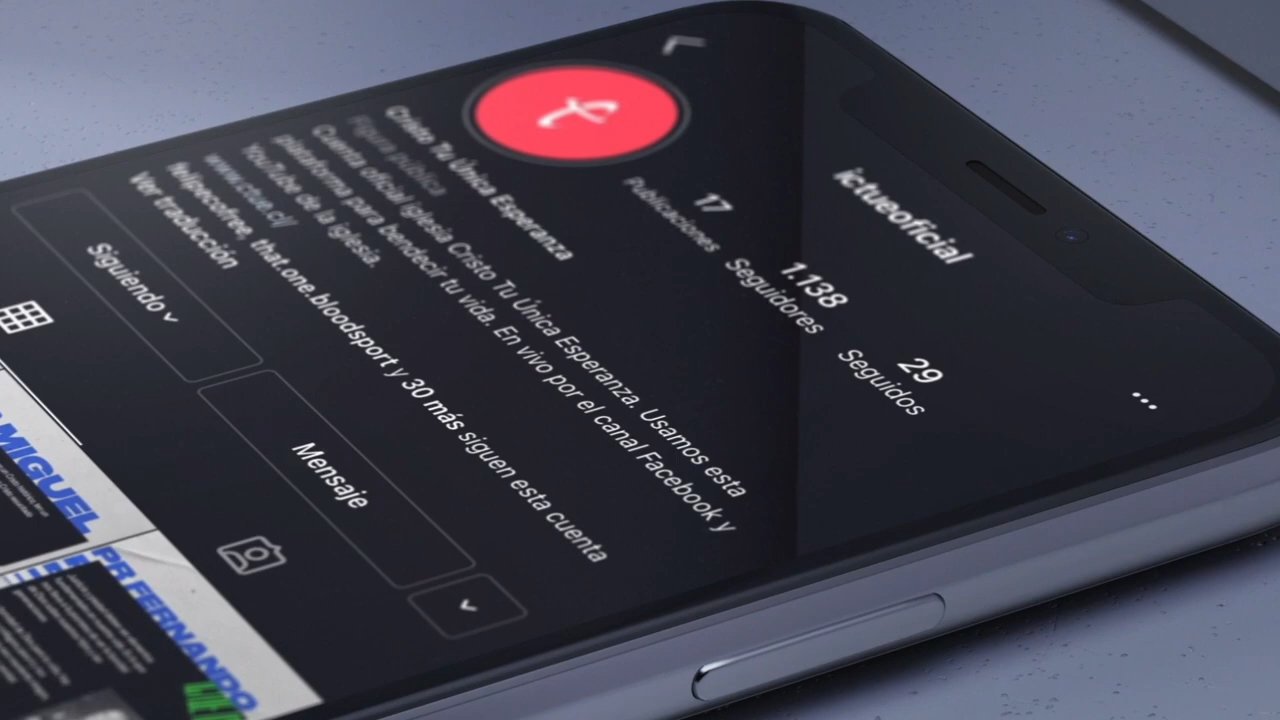 ictueoficial
17
Publicaciones
1.138
Seguidores
29
Seguidos
Cristo Tu Única Esperanza
Figura pública
Cuenta oficial Iglesia Cristo Tu Única Esperanza. Usamos esta
plataforma para bendecir tu vida. En vivo por el canal Facebook y
YouTube de la iglesia.
www.ctue.cl/
felipecofre, that.one.bloodsport y 30 más siguen esta cuenta
Ver traducción
Siguiendo
Mensaje
MIGUEL
PR FERNANDO